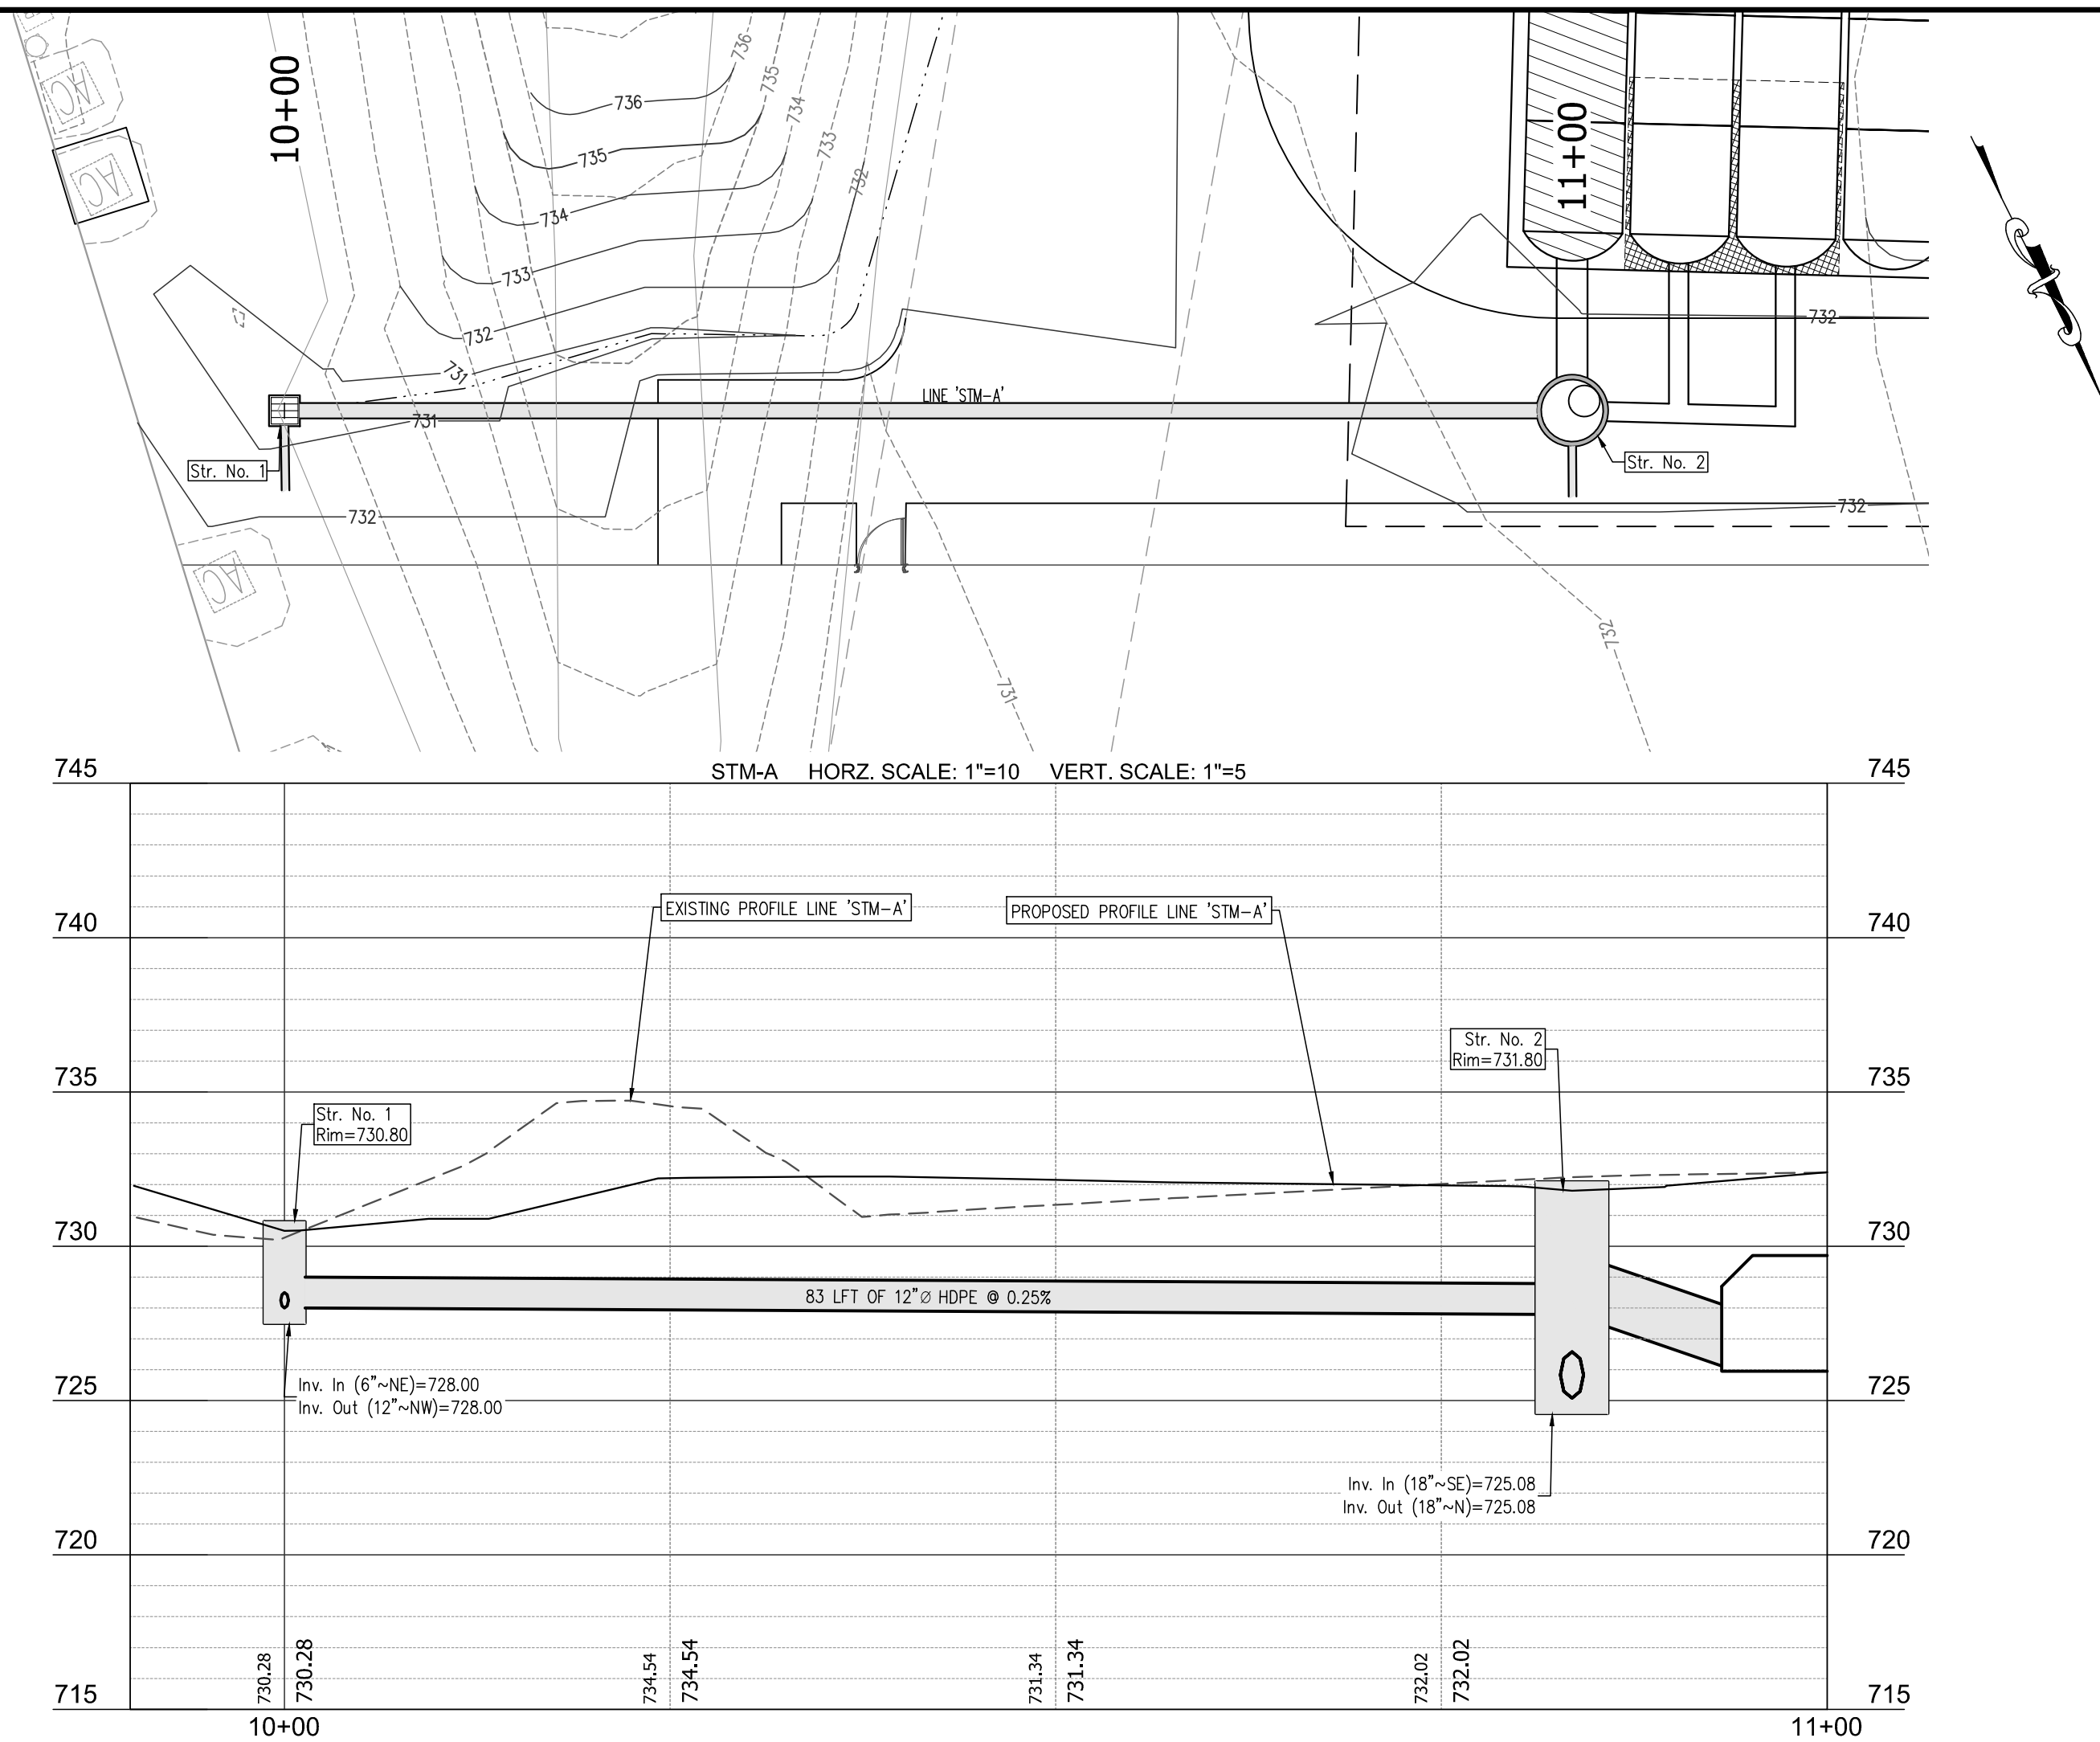 AC
10+00
736
736
735
734
733
732
11+00
AC
735
734
733
732
732
731
LINE 'STM-A'
731
Str. No. 1
Str. No. 2
732
732
AC
732
731
STM-A HORZ. SCALE: 1"=10 VERT. SCALE: 1"=5
745
745
EXISTING PROFILE LINE 'STM-A'
PROPOSED PROFILE LINE 'STM-A'
740
740
Str. No. 2
Rim=731.80
735
735
Str. No. 1
Rim=730.80
730
730
83 LFT OF 12"Ø HDPE @ 0.25%
Inv. In (6"~NE)=728.00
Inv. Out (12"~NW)=728.00
725
725
Inv. In (18"~SE)=725.08
Inv. Out (18"~N)=725.08
720
720
730.28
730.28
734.54
734.54
731.34
731.34
732.02
732.02
715
715
10+00
11+00